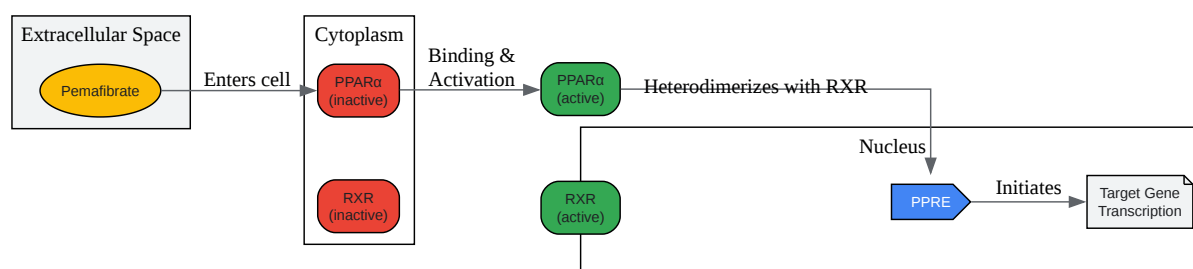 Extracellular Space
Pemafibrate
Enters cell
Cytoplasm
PPARα
(inactive)
RXR
(inactive)
Binding &
Activation
PPARα
(active)
RXR
(active)
Heterodimerizes with RXR
Nucleus
PPRE
Initiates
Target Gene
Transcription